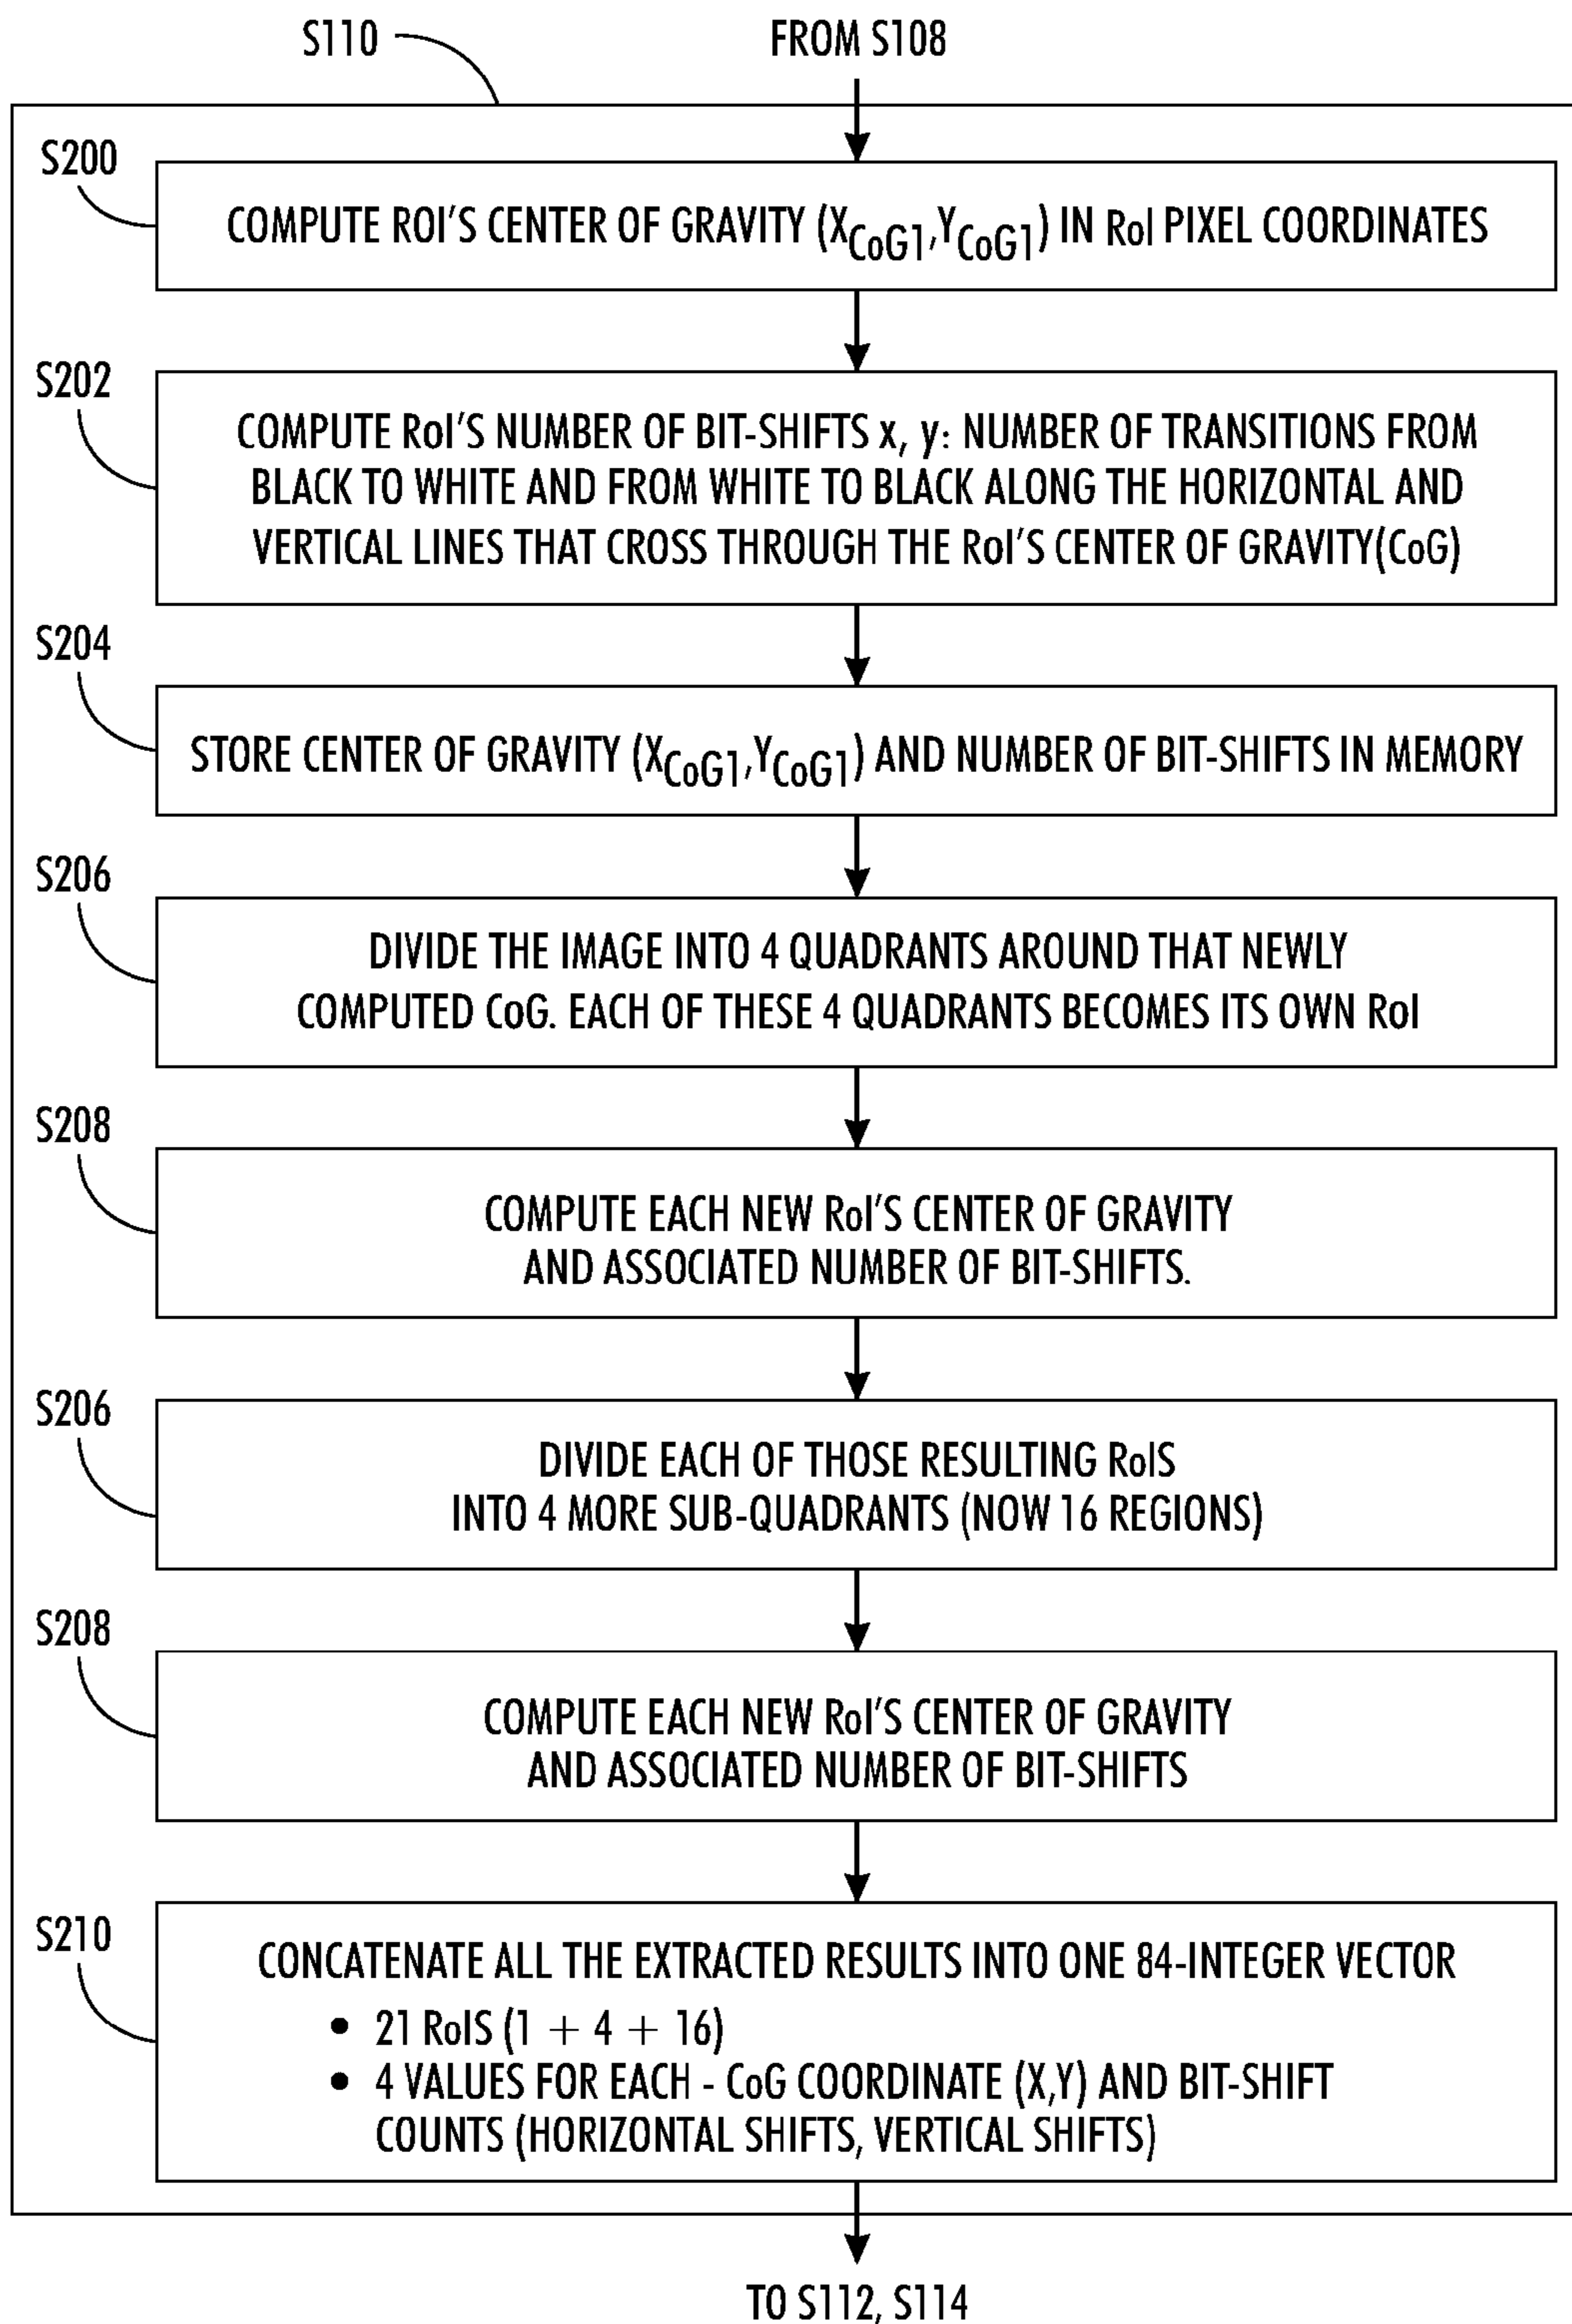 S110
FROM S108
S200
COMPUTE ROI'S CENTER OF GRAVITY (XCoG1,YCoG1) IN RoI PIXEL COORDINATES
S202
COMPUTE RoI'S NUMBER OF BIT-SHIFTS x, y: NUMBER OF TRANSITIONS FROM
BLACK TO WHITE AND FROM WHITE TO BLACK ALONG THE HORIZONTAL AND
VERTICAL LINES THAT CROSS THROUGH THE RoI'S CENTER OF GRAVITY(CoG)
S204
STORE CENTER OF GRAVITY (XCoG1,YCoG1) AND NUMBER OF BIT-SHIFTS IN MEMORY
S206
DIVIDE THE IMAGE INTO 4 QUADRANTS AROUND THAT NEWLY
COMPUTED CoG. EACH OF THESE 4 QUADRANTS BECOMES ITS OWN RoI
S208
COMPUTE EACH NEW RoI'S CENTER OF GRAVITY
AND ASSOCIATED NUMBER OF BIT-SHIFTS.
S206
DIVIDE EACH OF THOSE RESULTING RoIS
INTO 4 MORE SUB-QUADRANTS (NOW 16 REGIONS)
S208
COMPUTE EACH NEW RoI'S CENTER OF GRAVITY
AND ASSOCIATED NUMBER OF BIT-SHIFTS
S210
CONCATENATE ALL THE EXTRACTED RESULTS INTO ONE 84-INTEGER VECTOR
• 21 RoIS (1 + 4 + 16)
• 4 VALUES FOR EACH - CoG COORDINATE (X,Y) AND BIT-SHIFT
COUNTS (HORIZONTAL SHIFTS, VERTICAL SHIFTS)
TO S112, S114